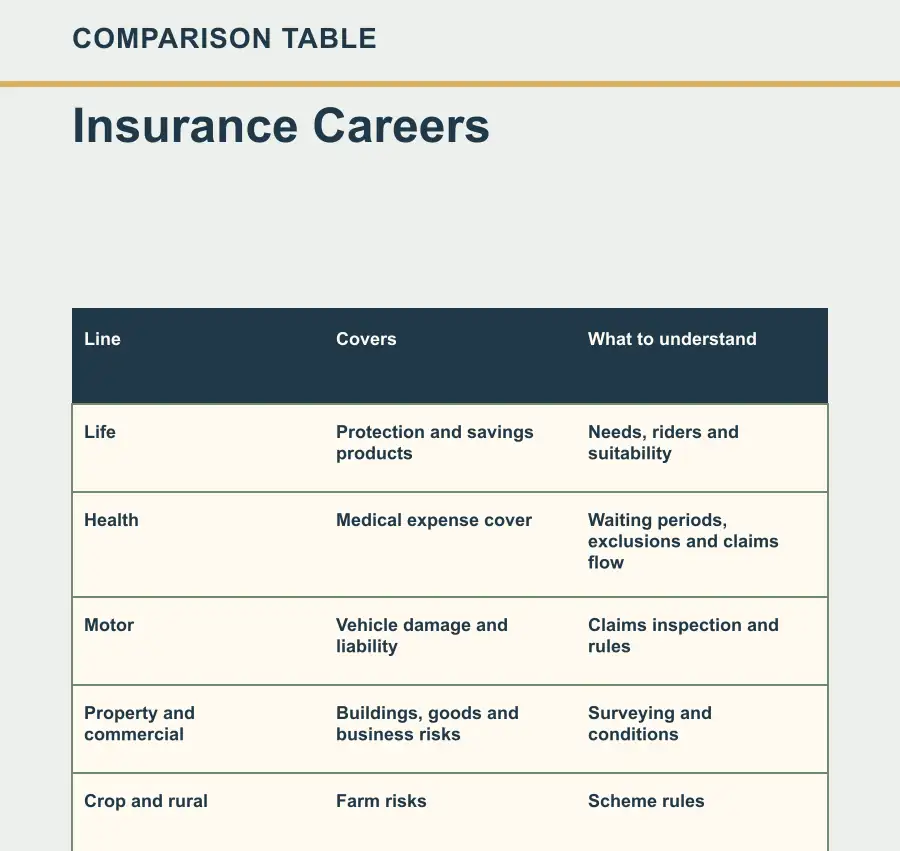 COMPARISON TABLE
Insurance Careers
Line Covers What to understand
Life Protection and savings Needs, riders and
products suitability
Health Medical expense cover Waiting periods,
exclusions and claims
flow
Motor Vehicle damage and Claims inspection and
liability rules
Property and Buildings, goods and Surveying and
commercial business risks conditions
Crop and rural Farm risks Scheme rules